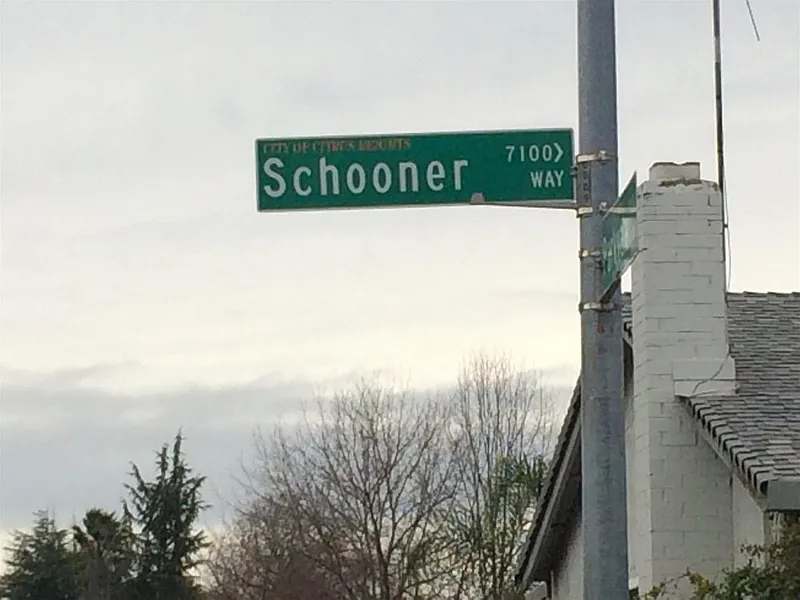 CITY OF CITRUS HEIGHTS
Schooner
7100>
WAY